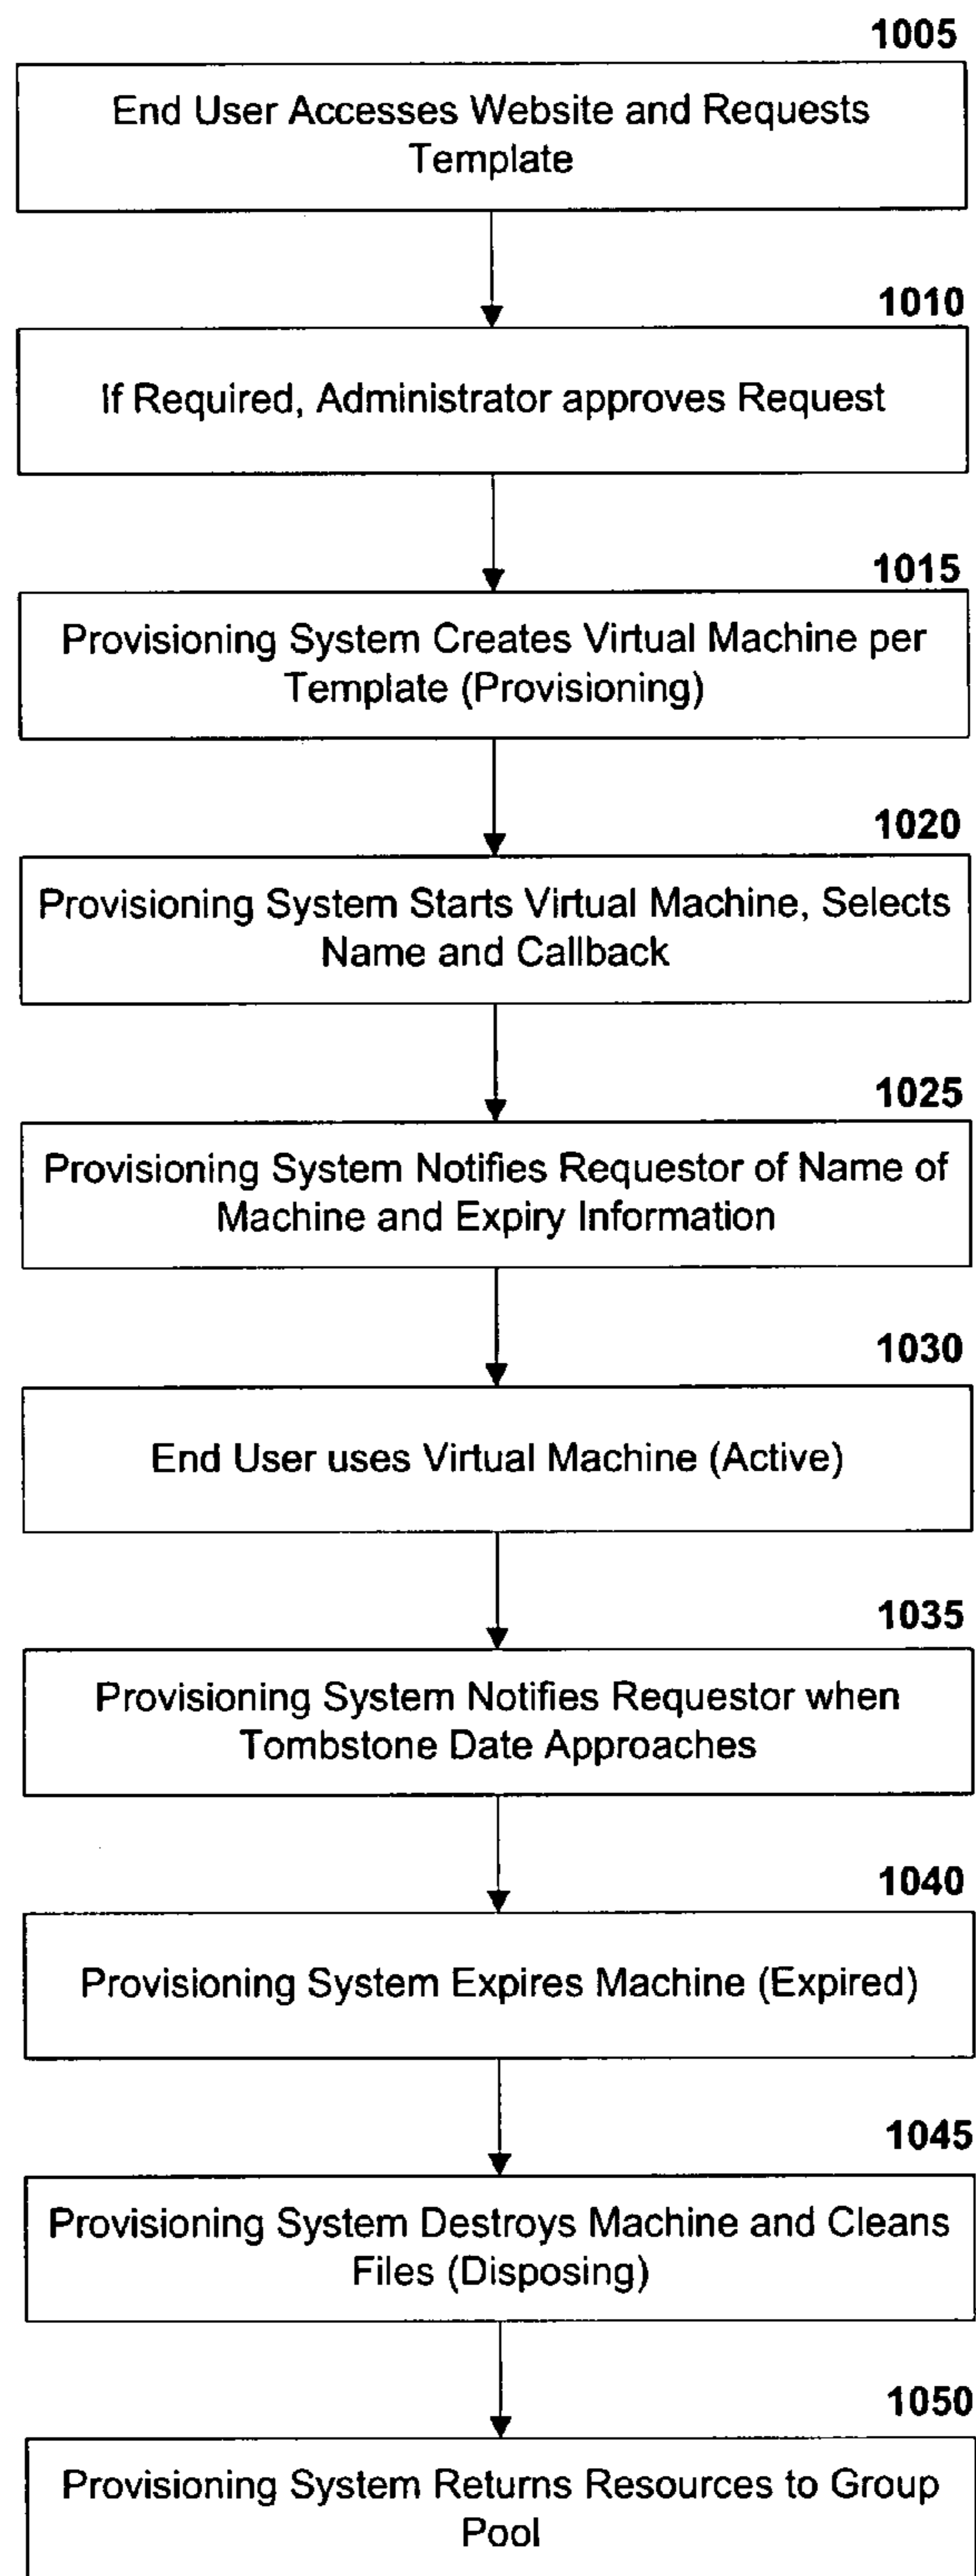 1005
End User Accesses Website and Requests
Template
1010
If Required, Administrator approves Request
1015
Provisioning System Creates Virtual Machine per
Template (Provisioning)
1020
Provisioning System Starts Virtual Machine, Selects
Name and Callback
1025
Provisioning System Notifies Requestor of Name of
Machine and Expiry Information
1030
End User uses Virtual Machine (Active)
1035
Provisioning System Notifies Requestor when
Tombstone Date Approaches
1040
Provisioning System Expires Machine (Expired)
1045
Provisioning System Destroys Machine and Cleans
Files (Disposing)
1050
Provisioning System Returns Resources to Group
Pool